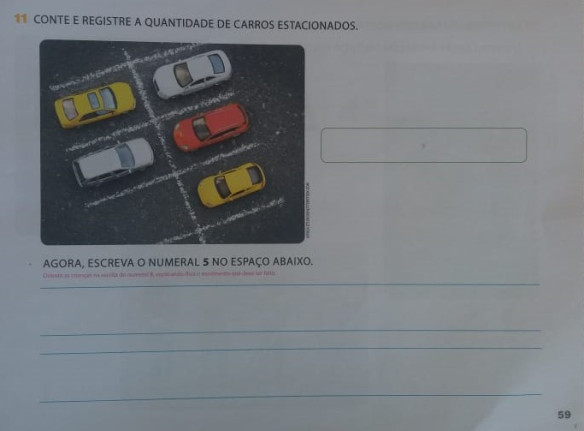 11 CONTE E REGISTRE A QUANTIDADE DE CARROS ESTACIONADOS.
AGORA, ESCREVA O NUMERAL 5 NO ESPAÇO ABAIXO.
59